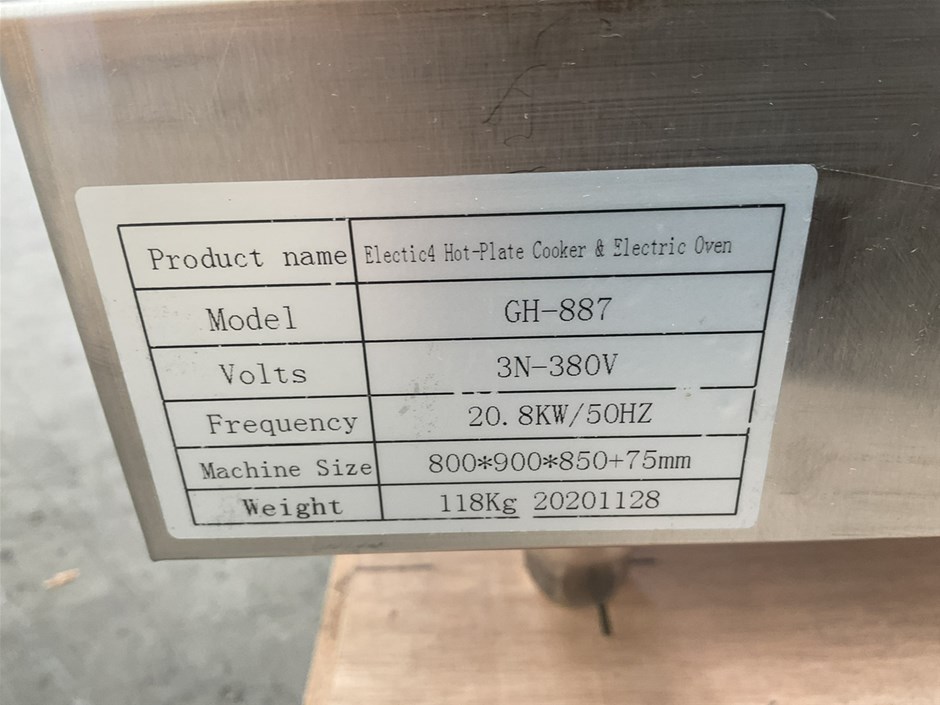 Product name Electic4 Hot-Plate Cooker & Electric Oven
Model GH-887
Volts 3N-380V
Frequency 20.8KW/50HZ
Machine Size 800*900*850+75mm
Weight 118Kg 20201128